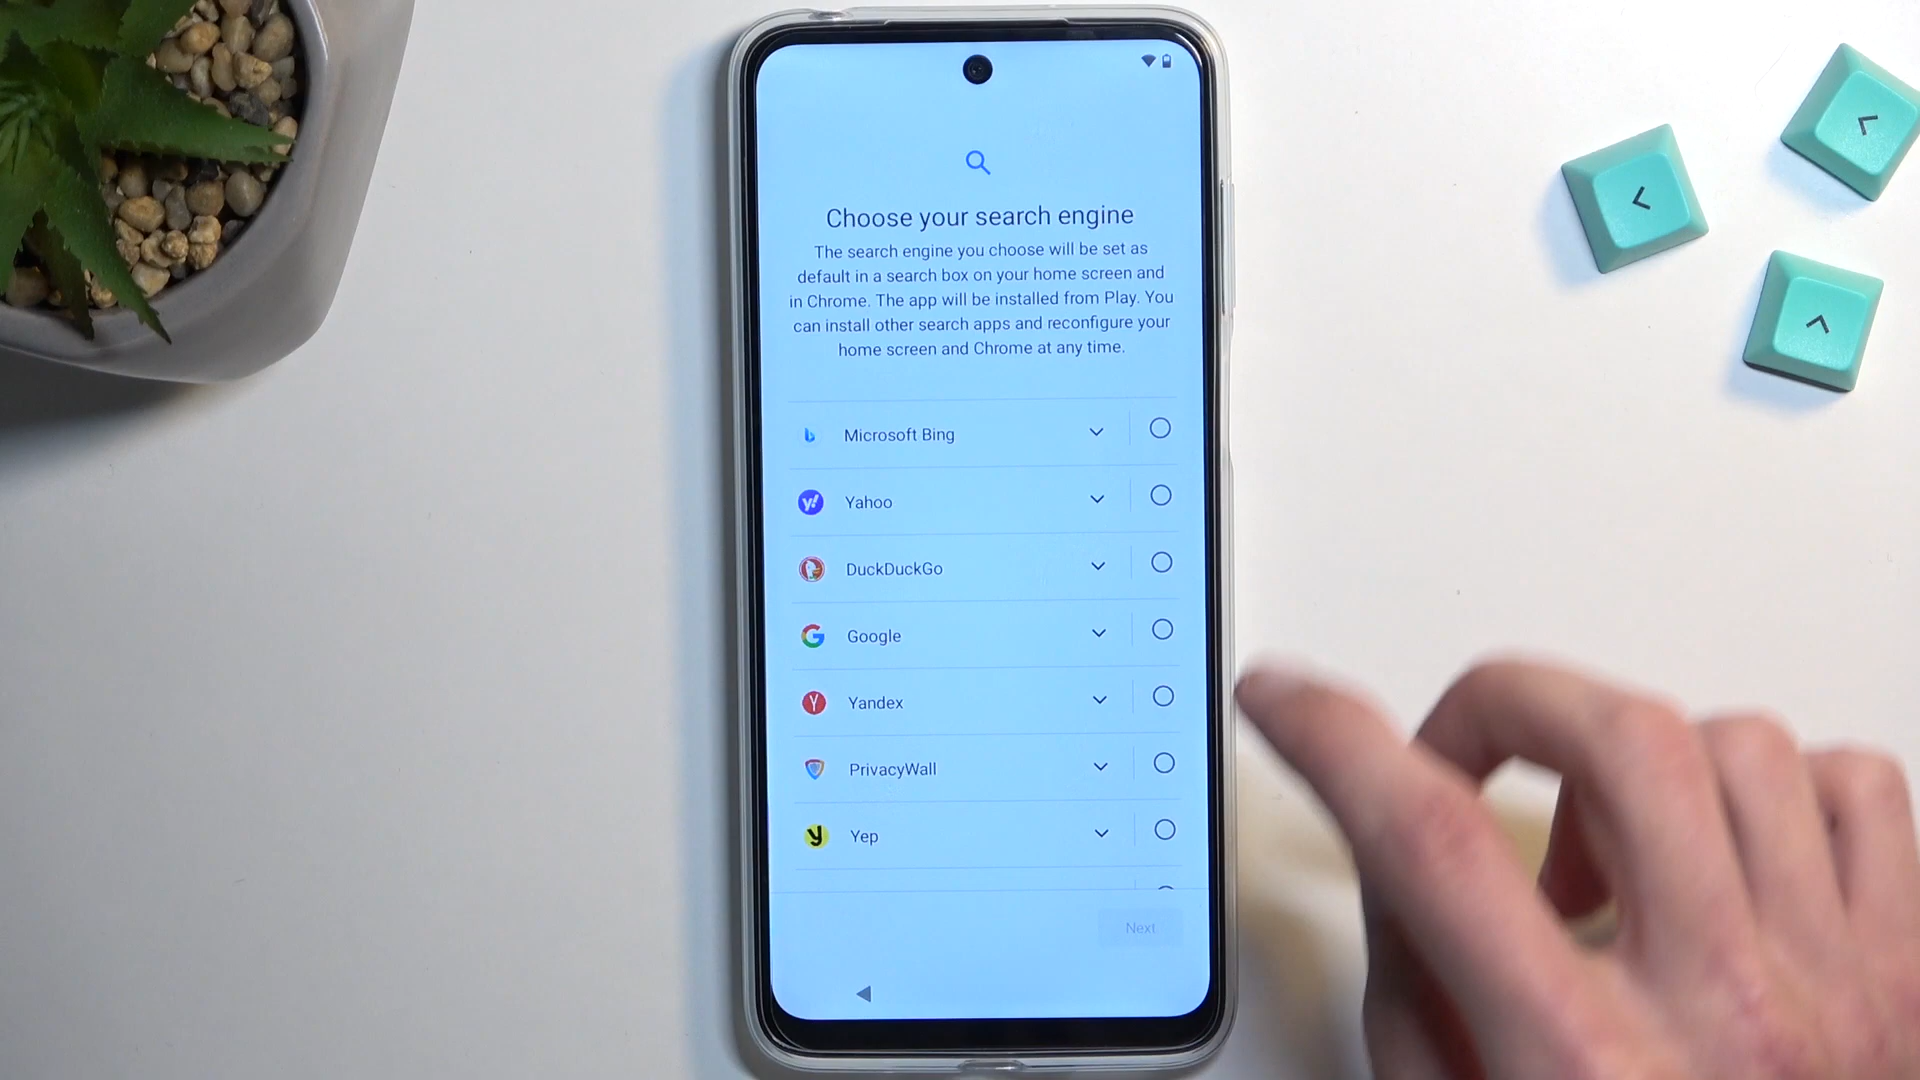 Choose your search engine
The search engine you choose will be set as
default in a search box on your home screen and
in Chrome. The app will be installed from Play. You
can install other search apps and reconfigure your
home screen and Chrome at any time.
Microsoft Bing
Yahoo
DuckDuckGo
Google
Yandex
PrivacyWall
Yep
Next